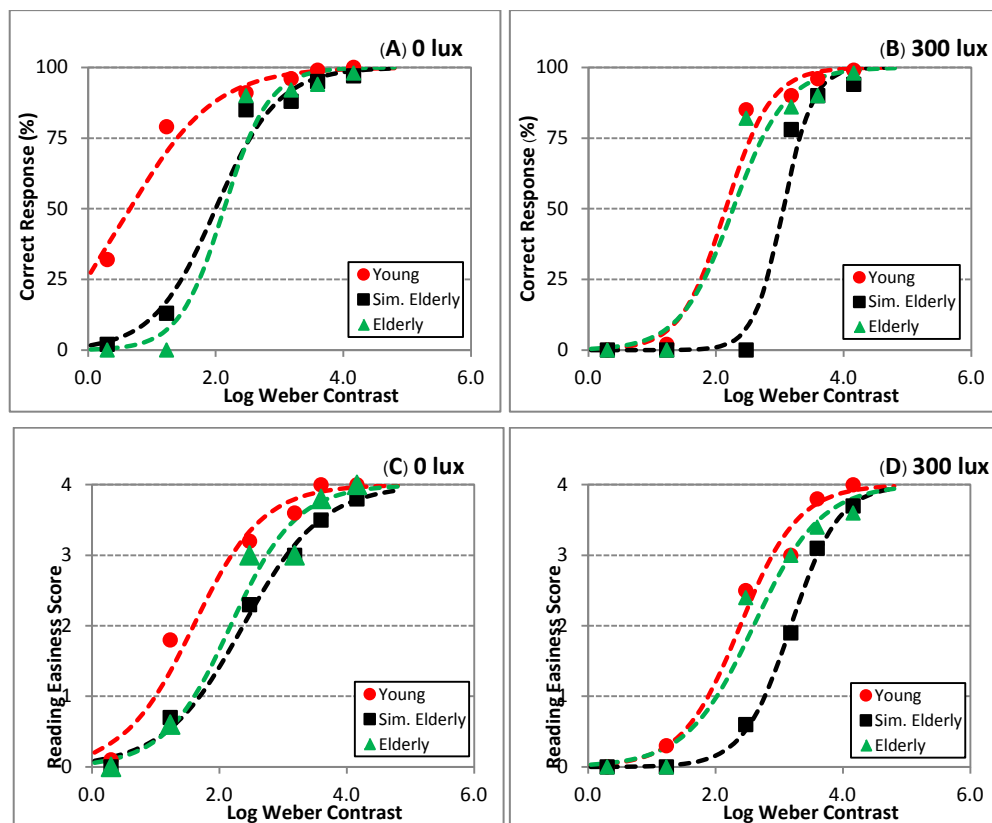 (A) 0 lux
Correct Response (%)
100
75
50
25
0
0.0 2.0 4.0 6.0
Log Weber Contrast
Young
Sim. Elderly
Elderly
(B) 300 lux
Correct Response (%)
100
75
50
25
0
0.0 2.0 4.0 6.0
Log Weber Contrast
Young
Sim. Elderly
Elderly
(C) 0 lux
Reading Easiness Score
4
3
2
1
0
0.0 2.0 4.0 6.0
Log Weber Contrast
Young
Sim. Elderly
Elderly
(D) 300 lux
Reading Easiness Score
4
3
2
1
0
0.0 2.0 4.0 6.0
Log Weber Contrast
Young
Sim. Elderly
Elderly